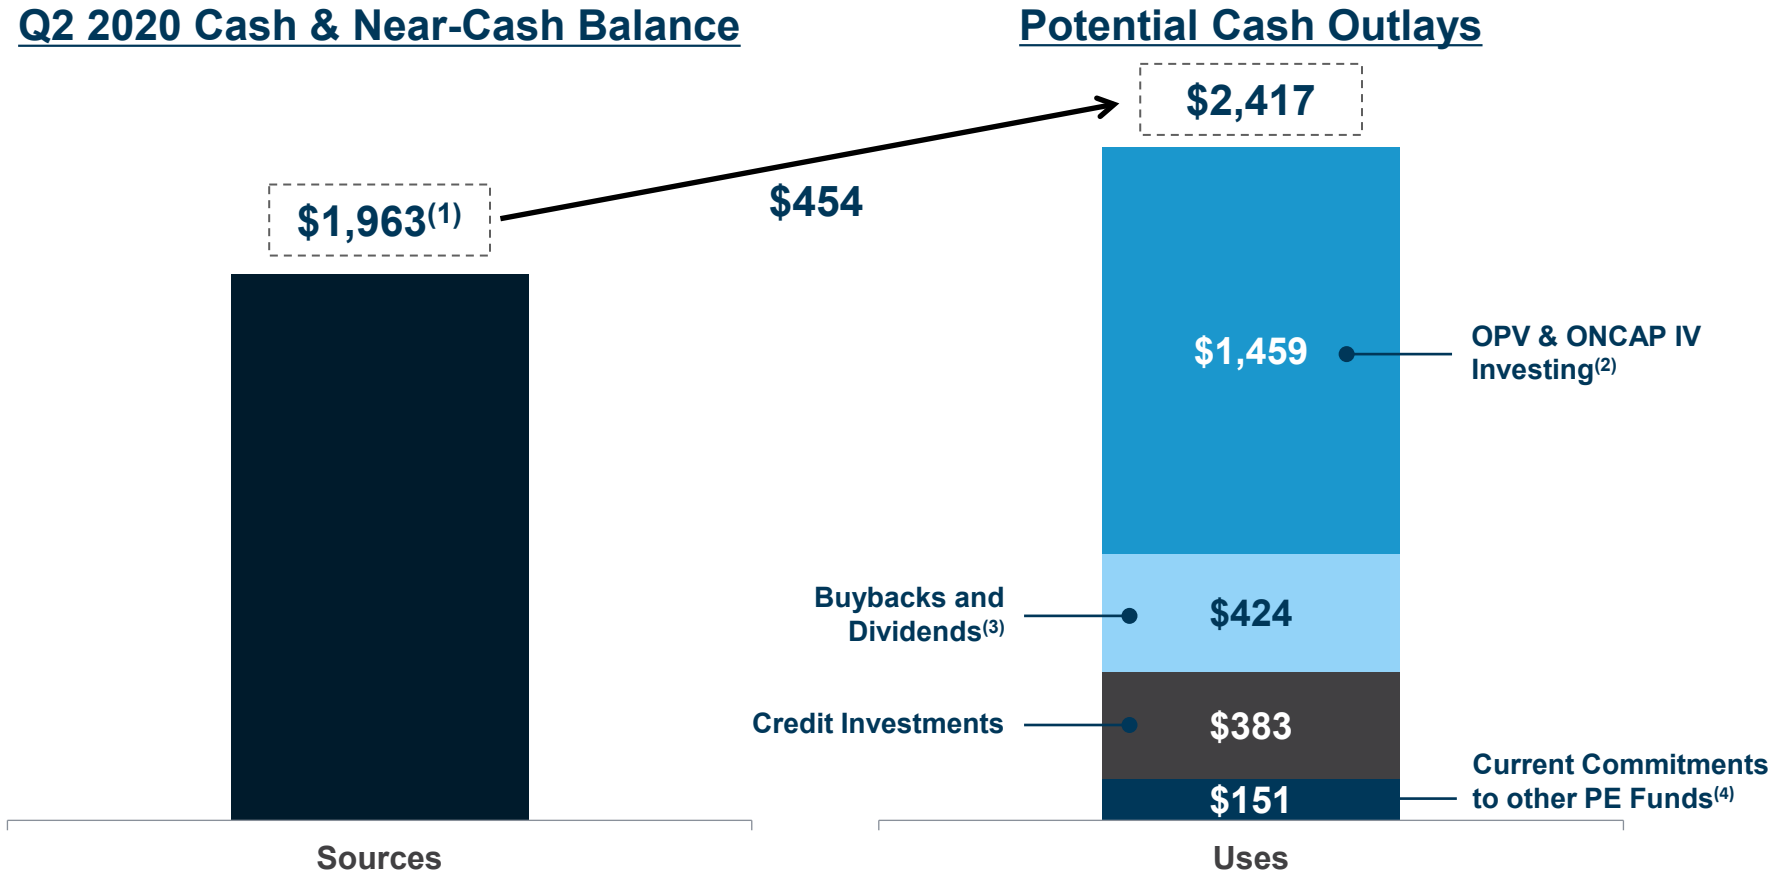 Q2 2020 Cash & Near-Cash Balance
$1,963(1)
Sources
$454
Potential Cash Outlays
$2,417
$1,459
OPV & ONCAP IV
Investing(2)
Buybacks and
Dividends(3)
$424
Credit Investments
$383
$151
Current Commitments
to other PE Funds(4)
Uses